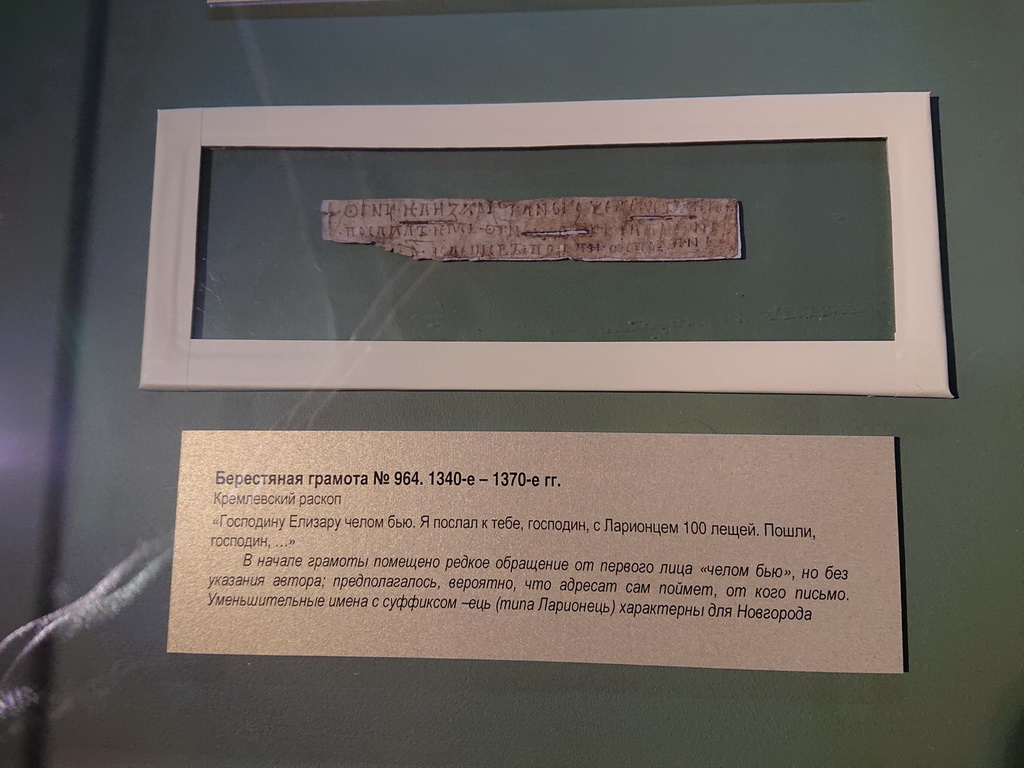 Берестяная грамота № 964. 1340-е – 1370-е гг.
Кремлевский раскоп
«Господину Елизару челом бью. Я послал к тебе, господин, с Ларионцем 100 лещей. Пошли,
господин, …»
В начале грамоты помещено редкое обращение от первого лица «челом бью», но без
указания автора; предполагалось, вероятно, что адресат сам поймет, от кого письмо.
Уменьшительные имена с суффиксом –ець (типа Ларионець) характерны для Новгорода